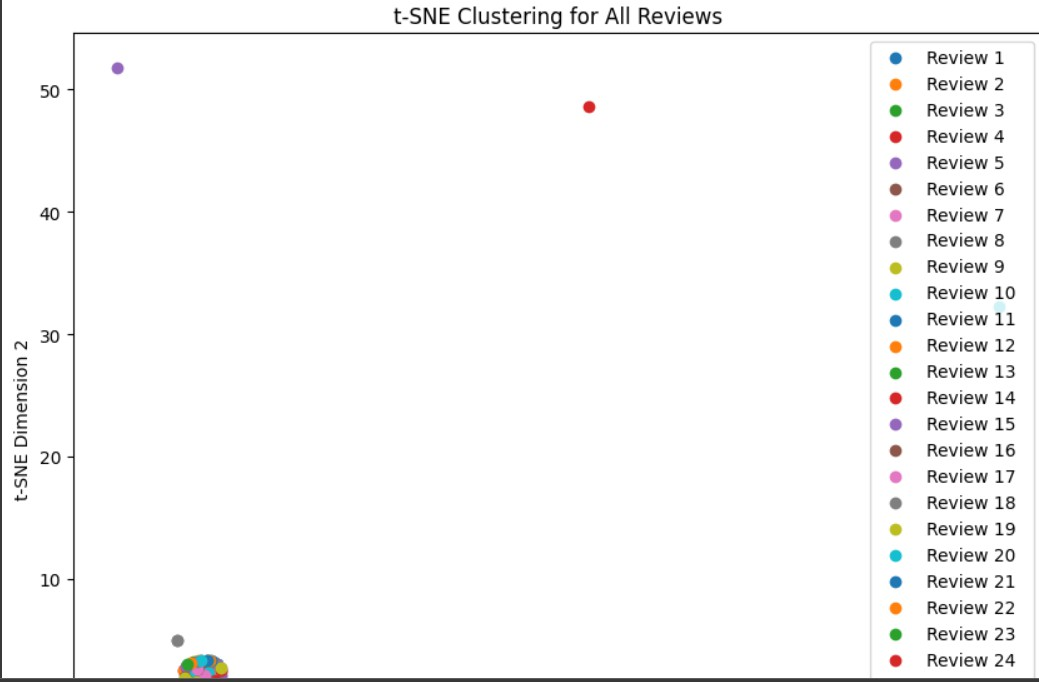 t-SNE Clustering for All Reviews
50
40
30
20
10
t-SNE Dimension 2
Review 1
Review 2
Review 3
Review 4
Review 5
Review 6
Review 7
Review 8
Review 9
Review 10
Review 11
Review 12
Review 13
Review 14
Review 15
Review 16
Review 17
Review 18
Review 19
Review 20
Review 21
Review 22
Review 23
Review 24